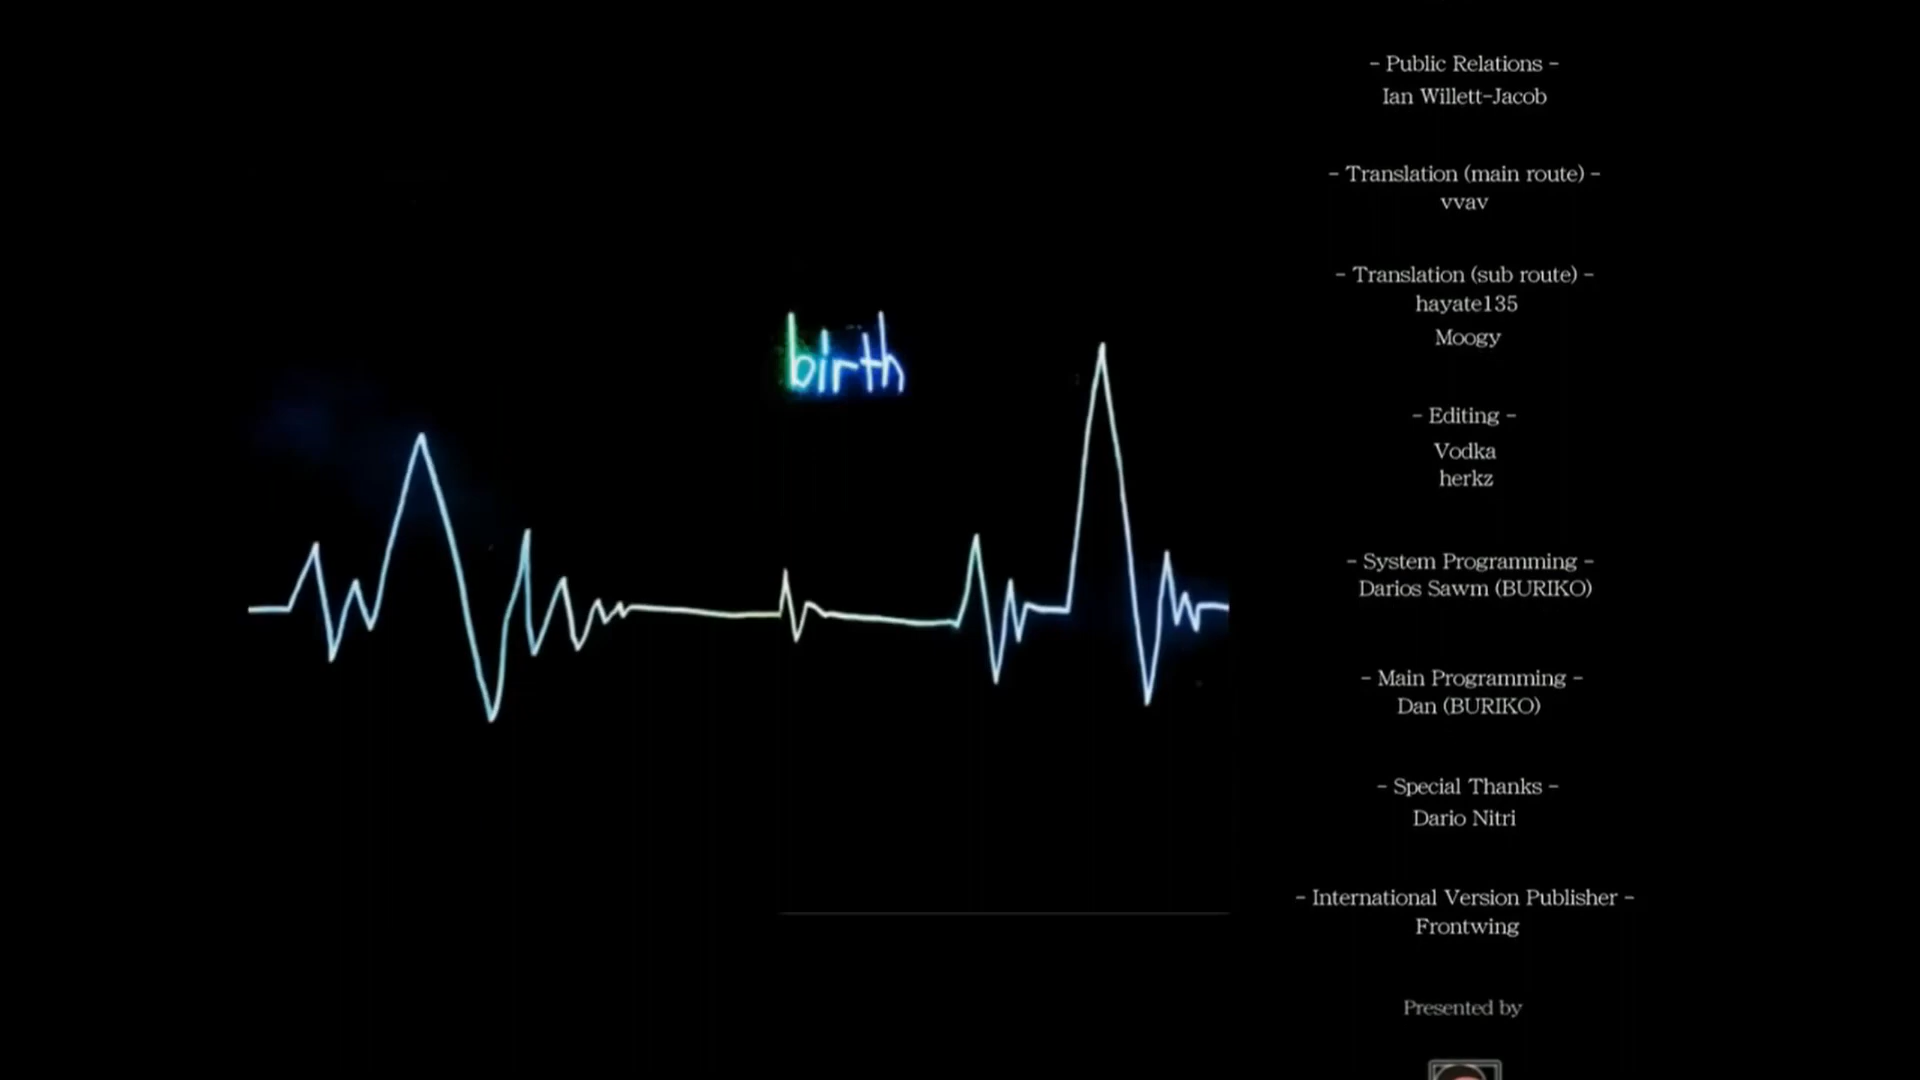 birth
- Public Relations -
Ian Willett-Jacob
- Translation (main route) -
vvav
- Translation (sub route) -
hayate135
Moogy
- Editing -
Vodka
herkz
- System Programming -
Darios Sawm (BURIKO)
- Main Programming -
Dan (BURIKO)
- Special Thanks -
Dario Nitri
- International Version Publisher -
Frontwing
Presented by